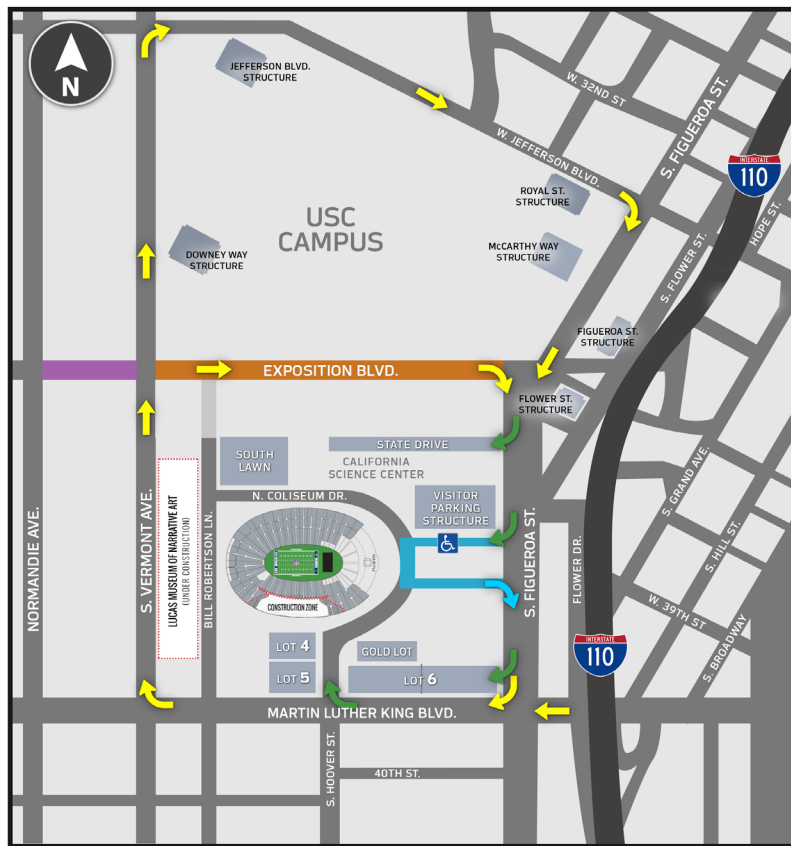 N
JEFFERSON BLVD.
STRUCTURE
W. 32ND ST
S. FIGUEROA ST.
W. JEFFERSON BLVD.
INTERSTATE
110
HOPE ST.
ROYAL ST.
STRUCTURE
USC
CAMPUS
McCARTHY WAY
STRUCTURE
DOWNEY WAY
STRUCTURE
S. FLOWER ST.
FIGUEROA ST.
STRUCTURE
EXPOSITION BLVD.
FLOWER ST.
STRUCTURE
STATE DRIVE
SOUTH
LAWN
CALIFORNIA
SCIENCE CENTER
N. COLISEUM DR.
VISITOR
PARKING
STRUCTURE
S. GRAND AVE.
S. HILL ST.
NORMANDIE AVE.
S. VERMONT AVE.
LUCAS MUSEUM OF NARRATIVE ART
(UNDER CONSTRUCTION)
BILL ROBERTSON LN.
CONSTRUCTION ZONE
S. FIGUEROA ST.
FLOWER DR.
W. 39TH ST
S. BROADWAY
INTERSTATE
110
LOT 4
GOLD LOT
LOT 5
LOT 6
MARTIN LUTHER KING BLVD.
S. HOOVER ST.
40TH ST.